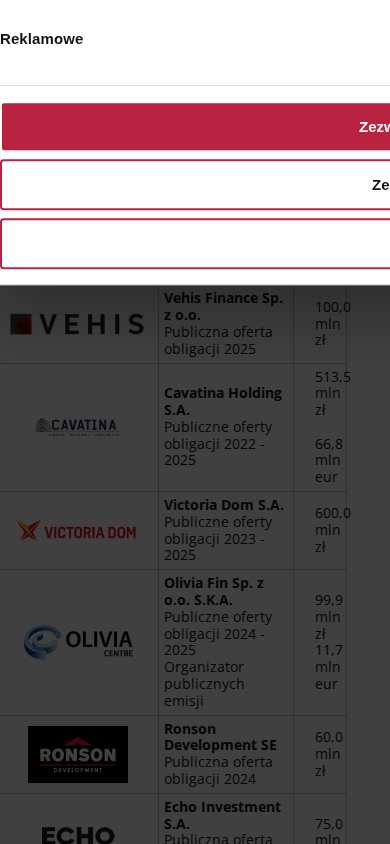 Reklamowe
Zezw
Ze
VEHIS
Vehis Finance Sp.
z o.o.
Publiczna oferta
obligacji 2025
100,0
mln
zł
CAVATINA
Cavatina Holding
S.A.
Publiczne oferty
obligacji 2022 -
2025
513,5
mln
zł
66,8
mln
eur
VICTORIA DOM
Victoria Dom S.A.
Publiczne oferty
obligacji 2023 -
2025
600,0
mln
zł
OLIVIA
CENTRE
Olivia Fin Sp. z
o.o. S.K.A.
Publiczne oferty
obligacji 2024 -
2025
Organizator
publicznych
emisji
99,9
mln
zł
11,7
mln
eur
RONSON
DEVELOPMENT
Ronson
Development SE
Publiczna oferta
obligacji 2024
60,0
mln
zł
ECHO
Echo Investment
S.A.
Publiczna oferta
75,0
mln